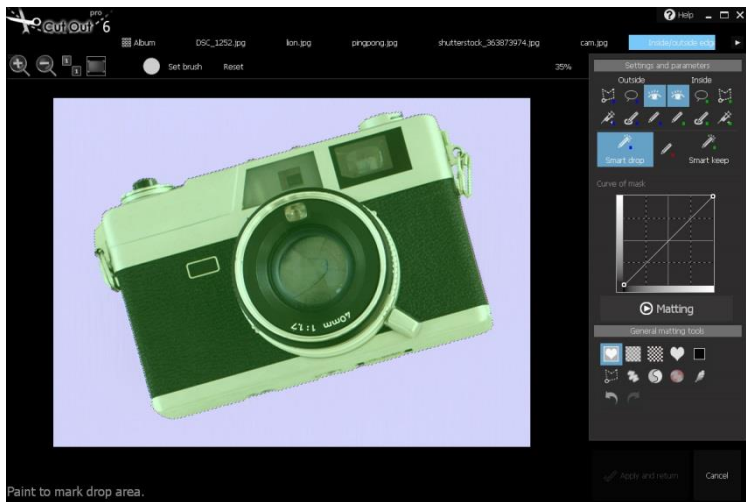 Cut Out pro 6
Help
Album
DSC_1252.jpg
lion.jpg
pingpong.jpg
shutterstock_363873974.jpg
cam.jpg
Inside/outside edge
Set brush
Reset
35%
Settings and parameters
Outside
Inside
Smart drop
Smart keep
Curve of mask
Matting
General matting tools
40mm 1:1.7
Apply and return
Cancel
Paint to mark drop area.